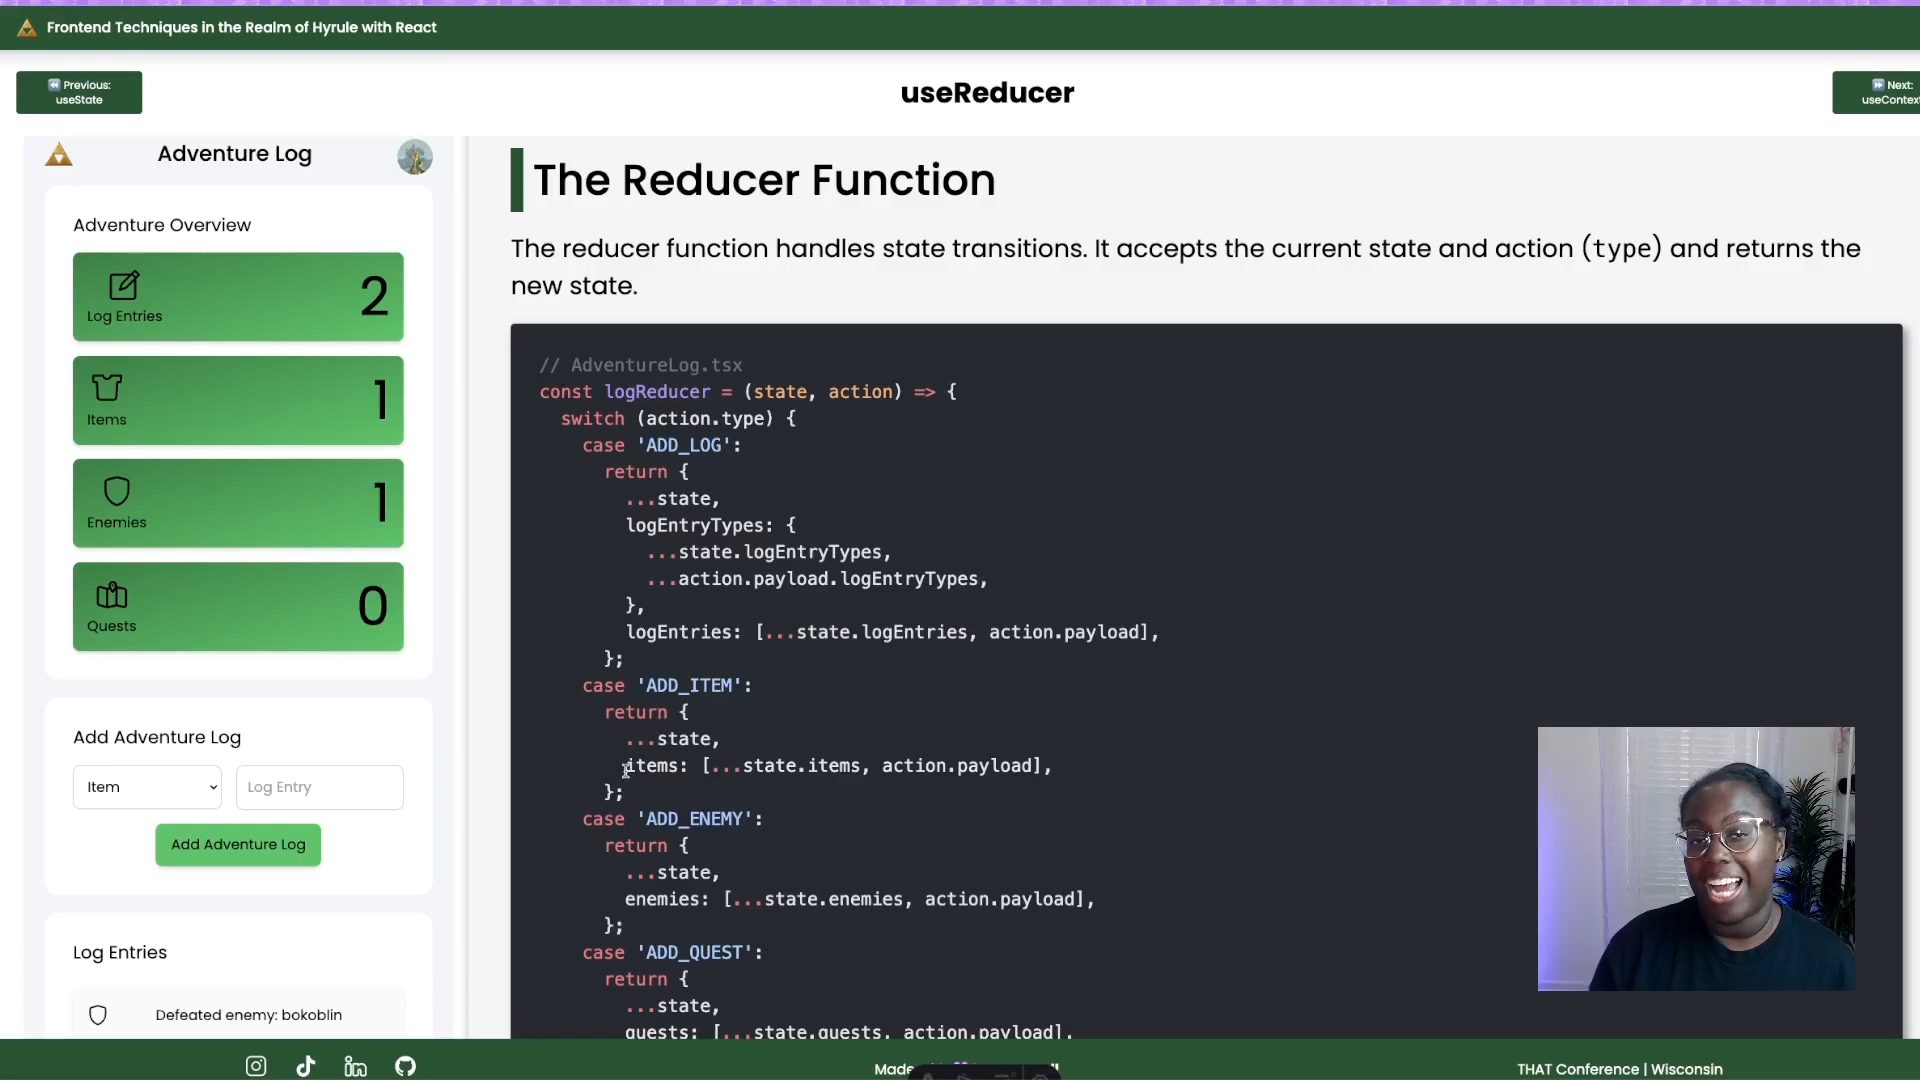 Frontend Techniques in the Realm of Hyrule with React
Previous:
useState
useReducer
Next:
useContext
Adventure Log
Adventure Overview
Log Entries
2
Items
1
Enemies
1
Quests
0
Add Adventure Log
Item
Log Entry
Add Adventure Log
Log Entries
Defeated enemy: bokoblin
The Reducer Function
The reducer function handles state transitions. It accepts the current state and action (type) and returns the
new state.
// AdventureLog.tsx
const logReducer = (state, action) => {
switch (action.type) {
case 'ADD_LOG':
return {
...state,
logEntryTypes: {
...state.logEntryTypes,
...action.payload.logEntryTypes,
},
logEntries: [...state.logEntries, action.payload],
};
case 'ADD_ITEM':
return {
...state,
items: [...state.items, action.payload],
};
case 'ADD_ENEMY':
return {
...state,
enemies: [...state.enemies, action.payload],
};
case 'ADD_QUEST':
return {
...state,
quests: [...state.quests, action.payload],
Made
THAT Conference | Wisconsin